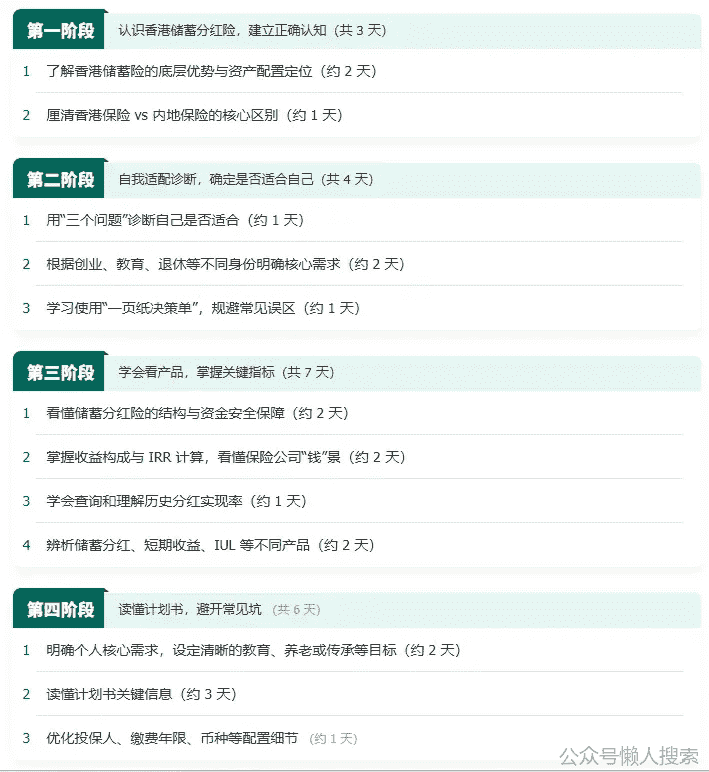 第一阶段 认识香港储蓄分红险，建立正确认知（共 3 天）
1 了解香港储蓄险的底层优势与资产配置定位（约 2 天）
2 厘清香港保险 vs 内地保险的核心区别（约 1 天）
第二阶段 自我适配诊断，确定是否适合自己（共 4 天）
1 用“三个问题”诊断自己是否适合（约 1 天）
2 根据创业、教育、退休等不同身份明确核心需求（约 2 天）
3 学习使用“一页纸决策单”，规避常见误区（约 1 天）
第三阶段 学会看产品，掌握关键指标（共 7 天）
1 看懂储蓄分红险的结构与资金安全保障（约 2 天）
2 掌握收益构成与 IRR 计算，看懂保险公司“钱”景（约 2 天）
3 学会查询和理解历史分红实现率（约 1 天）
4 辨析储蓄分红、短期收益、IUL 等不同产品（约 2 天）
第四阶段 读懂计划书，避开常见坑（共 6 天）
1 明确个人核心需求，设定清晰的教育、养老或传承等目标（约 2 天）
2 读懂计划书关键信息（约 3 天）
3 优化投保人、缴费年限、币种等配置细节（约 1 天）
公众号懒人搜索